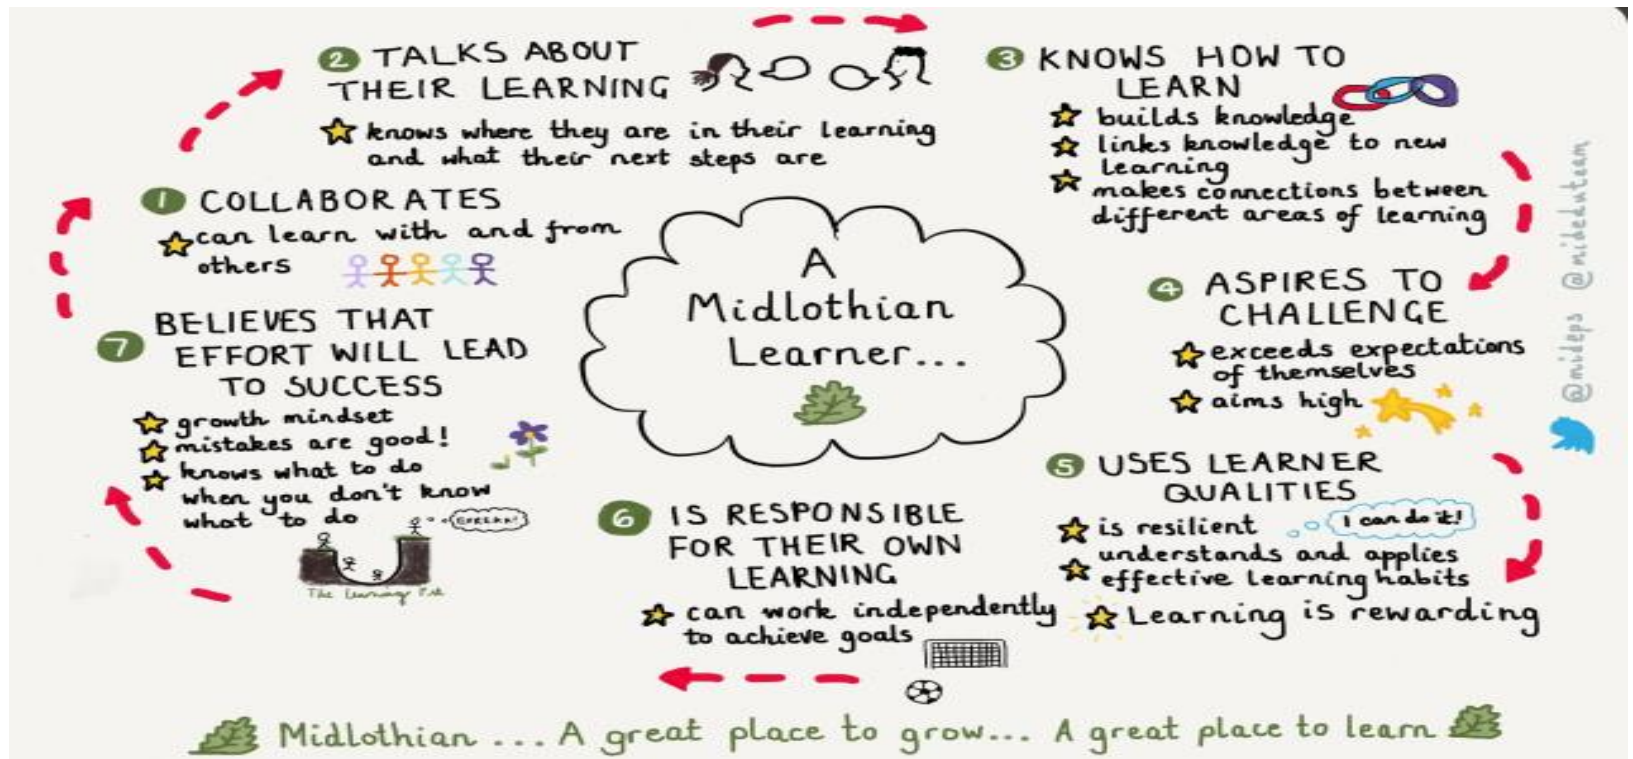 1 COLLABORATES
can learn with and from
others
2 TALKS ABOUT
THEIR LEARNING
knows where they are in their learning
and what their next steps are
3 KNOWS HOW TO
LEARN
builds knowledge
links knowledge to new
learning
makes connections between
different areas of learning
4 ASPIRES TO
CHALLENGE
exceeds expectations
of themselves
aims high
5 USES LEARNER
QUALITIES
is resilient
I can do it!
understands and applies
effective learning habits
Learning is rewarding
6 IS RESPONSIBLE
FOR THEIR OWN
LEARNING
can work independently
to achieve goals
7 BELIEVES THAT
EFFORT WILL LEAD
TO SUCCESS
growth mindset
mistakes are good!
knows what to do
when you don't know
what to do
EUREKA!
The Learning Pit
A
Midlothian
Learner...
@mideps @mideduteam
Midlothian ... A great place to grow... A great place to learn